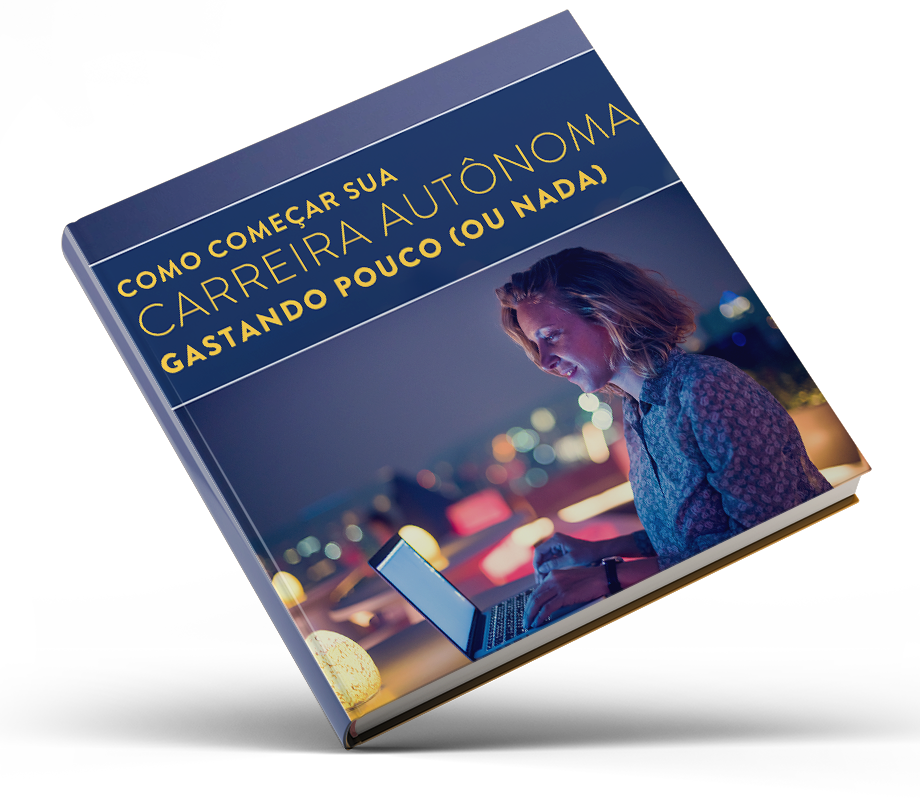 COMO COMEÇAR SUA
CARREIRA AUTÔNOMA
GASTANDO POUCO (OU NADA)